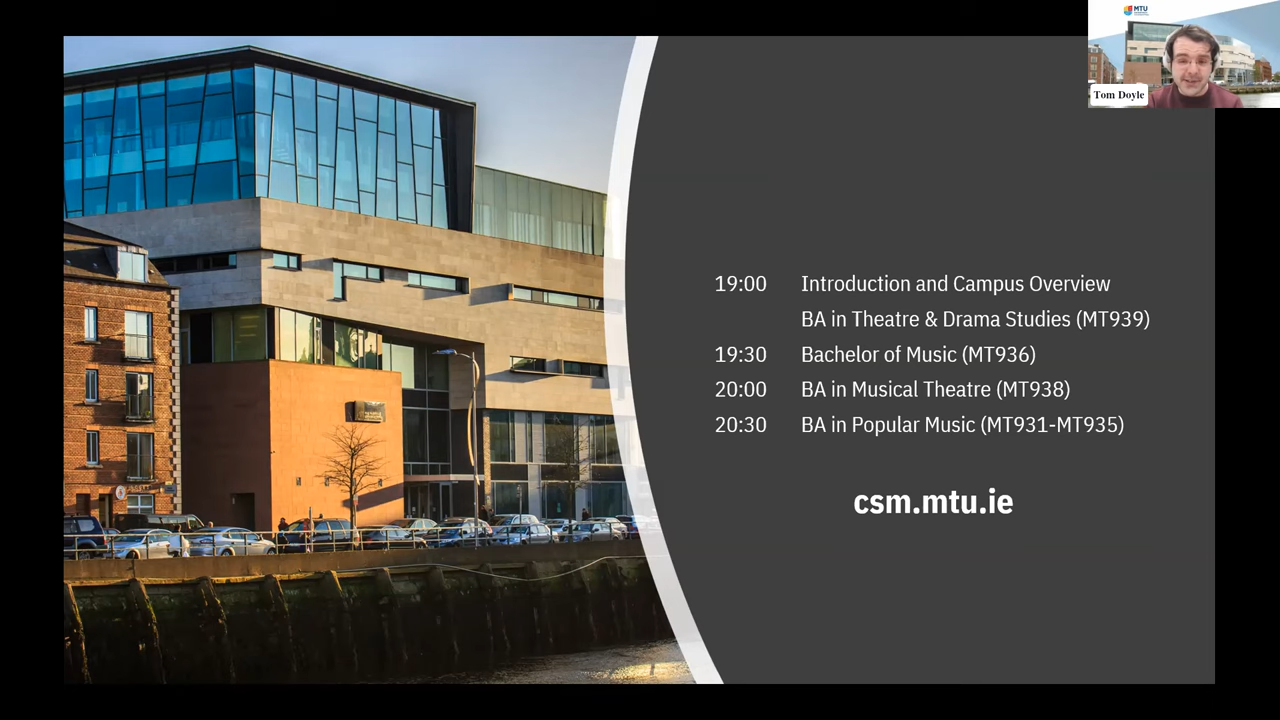 MTU
Tom Doyle
19:00 Introduction and Campus Overview
BA in Theatre & Drama Studies (MT939)
19:30 Bachelor of Music (MT936)
20:00 BA in Musical Theatre (MT938)
20:30 BA in Popular Music (MT931-MT935)
csm.mtu.ie